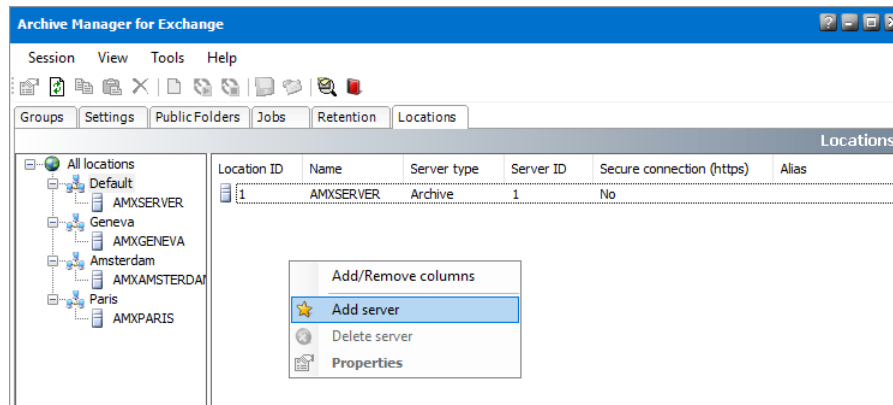 Archive Manager for Exchange
Session View Tools Help
Groups Settings Public Folders Jobs Retention Locations
Locations
All locations
Default
AMXSERVER
Geneva
AMXGENEVA
Amsterdam
AMXAMSTERDAM
Paris
AMXPARIS
Location ID Name Server type Server ID Secure connection (https) Alias
1 AMXSERVER Archive 1 No
Add/Remove columns
Add server
Delete server
Properties